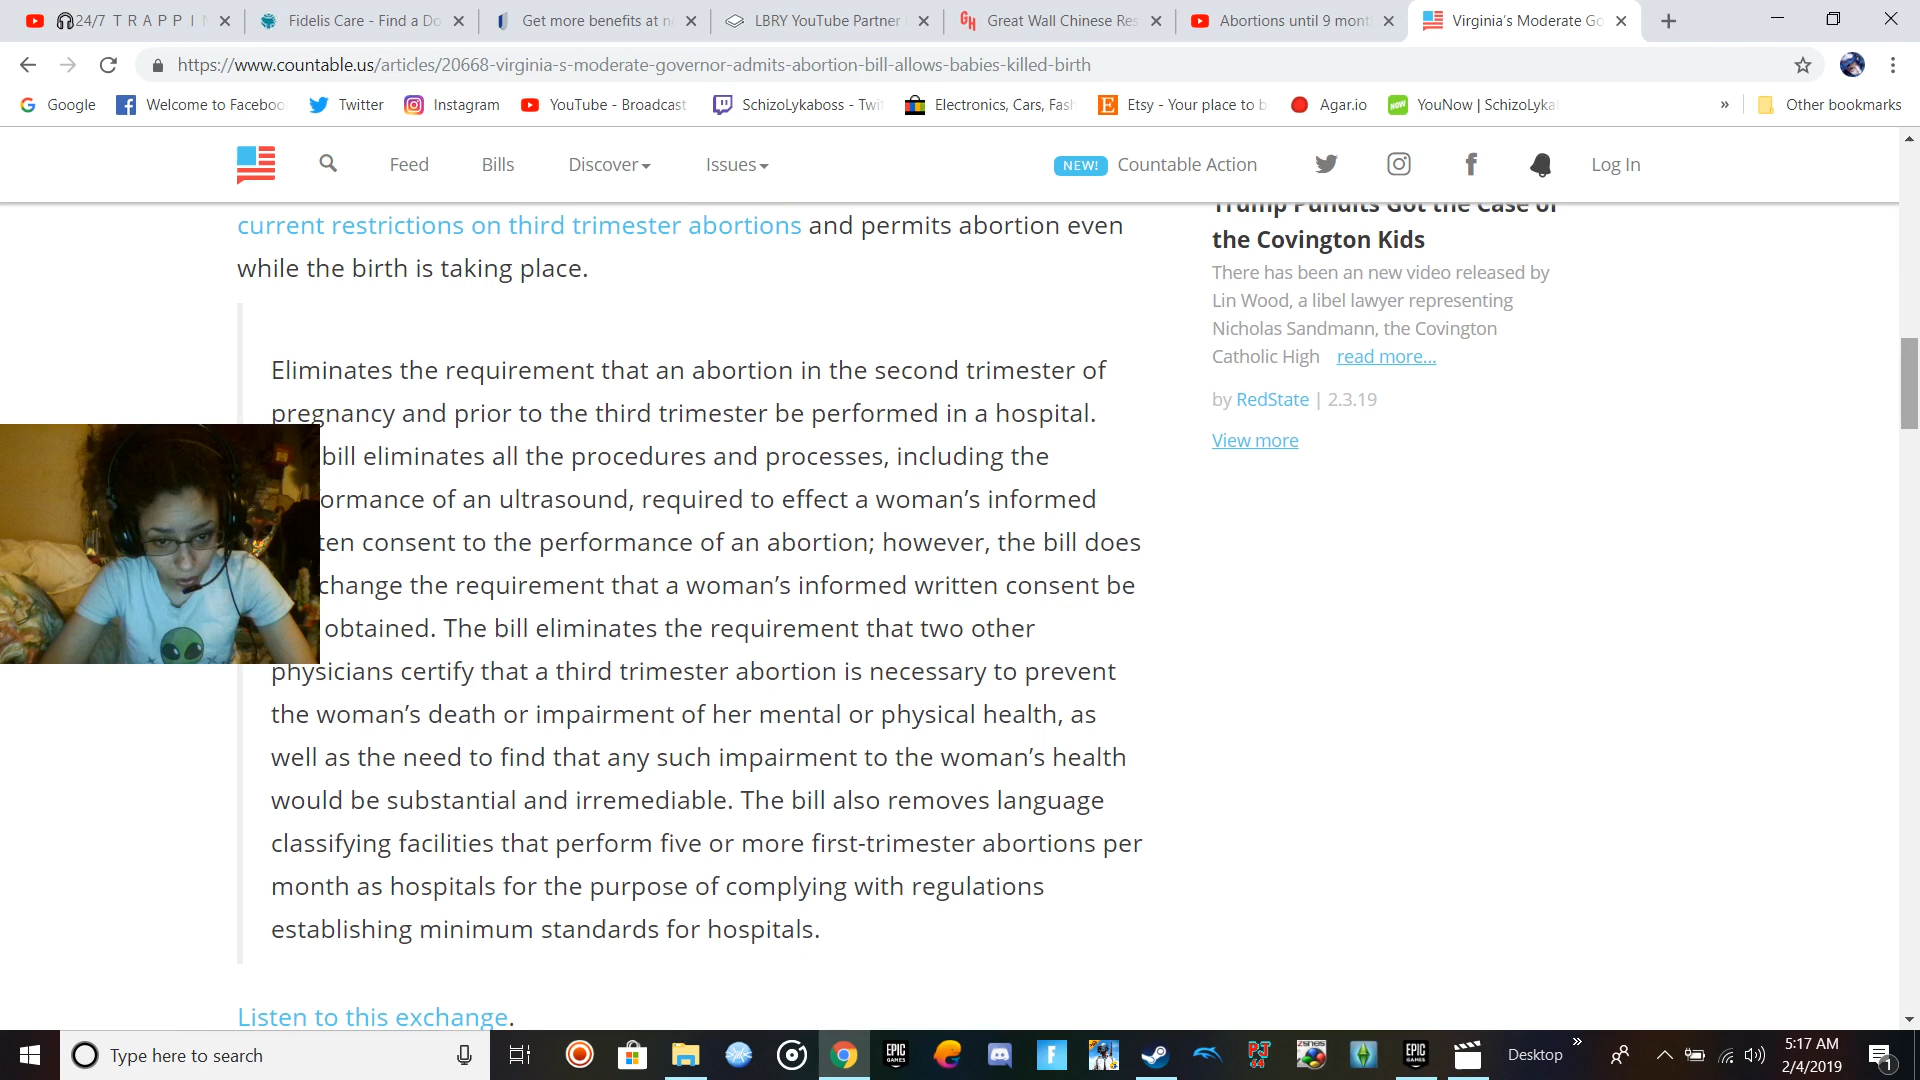 24/7 T R A P P I
Fidelis Care - Find a Do
Get more benefits at n
LBRY YouTube Partner
Great Wall Chinese Res
Abortions until 9 mont
Virginia's Moderate Go
https://www.countable.us/articles/20668-virginia-s-moderate-governor-admits-abortion-bill-allows-babies-killed-birth
Google
Welcome to Faceboo
Twitter
Instagram
YouTube - Broadcast
SchizoLykaboss - Twit
Electronics, Cars, Fash
Etsy - Your place to b
Agar.io
YouNow | SchizoLyka
»
Other bookmarks
Feed
Bills
Discover
Issues
NEW!
Countable Action
Log In
current restrictions on third trimester abortions and permits abortion even
while the birth is taking place.
Eliminates the requirement that an abortion in the second trimester of
pregnancy and prior to the third trimester be performed in a hospital.
bill eliminates all the procedures and processes, including the
ormance of an ultrasound, required to effect a woman's informed
ten consent to the performance of an abortion; however, the bill does
change the requirement that a woman's informed written consent be
obtained. The bill eliminates the requirement that two other
physicians certify that a third trimester abortion is necessary to prevent
the woman's death or impairment of her mental or physical health, as
well as the need to find that any such impairment to the woman's health
would be substantial and irremediable. The bill also removes language
classifying facilities that perform five or more first-trimester abortions per
month as hospitals for the purpose of complying with regulations
establishing minimum standards for hospitals.
Listen to this exchange.
Trump Pundits Got the Case of
the Covington Kids
There has been an new video released by
Lin Wood, a libel lawyer representing
Nicholas Sandmann, the Covington
Catholic High read more...
by RedState | 2.3.19
View more
Type here to search
EPIC GAMES
EPIC GAMES
Desktop
»
5:17 AM
2/4/2019
1